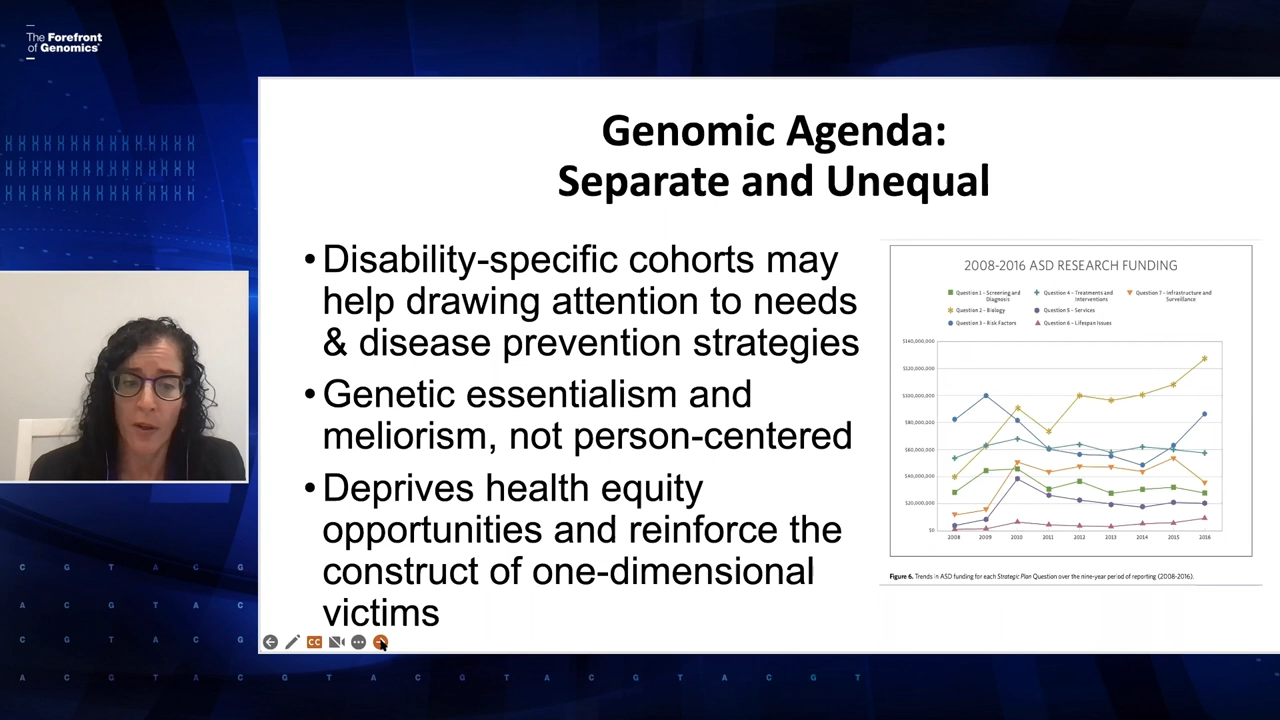 The Forefront
of Genomics
Genomic Agenda:
Separate and Unequal
•Disability-specific cohorts may
help drawing attention to needs
& disease prevention strategies
•Genetic essentialism and
meliorism, not person-centered
•Deprives health equity
opportunities and reinforce the
construct of one-dimensional
victims
2008-2016 ASD RESEARCH FUNDING
Question 1 - Screening and Diagnosis
Question 4 - Treatments and Interventions
Question 7 - Infrastructure and Surveillance
Question 2 - Biology
Question 5 - Services
Question 3 - Risk Factors
Question 6 - Lifespan Issues
$140,000,000
$120,000,000
$100,000,000
$80,000,000
$60,000,000
$40,000,000
$20,000,000
$0
2008 2009 2010 2011 2012 2013 2014 2015 2016
Figure 6. Trends in ASD funding for each Strategic Plan Question over the nine-year period of reporting (2008-2016).
CC
C G T A C G
A C G T A C G
C G T A C G
A C G T A C G T A C G T A C G T